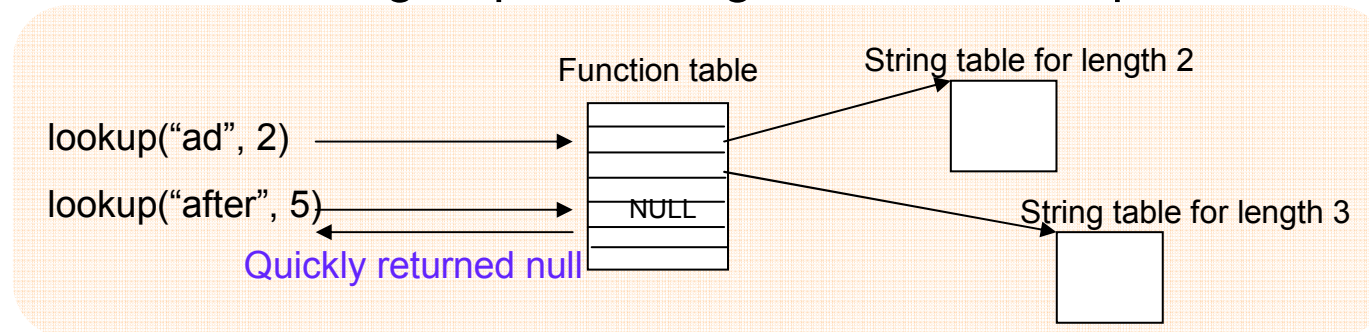 Function table
String table for length 2
lookup(“ad”, 2)
lookup(“after”, 5)
NULL
String table for length 3
Quickly returned null